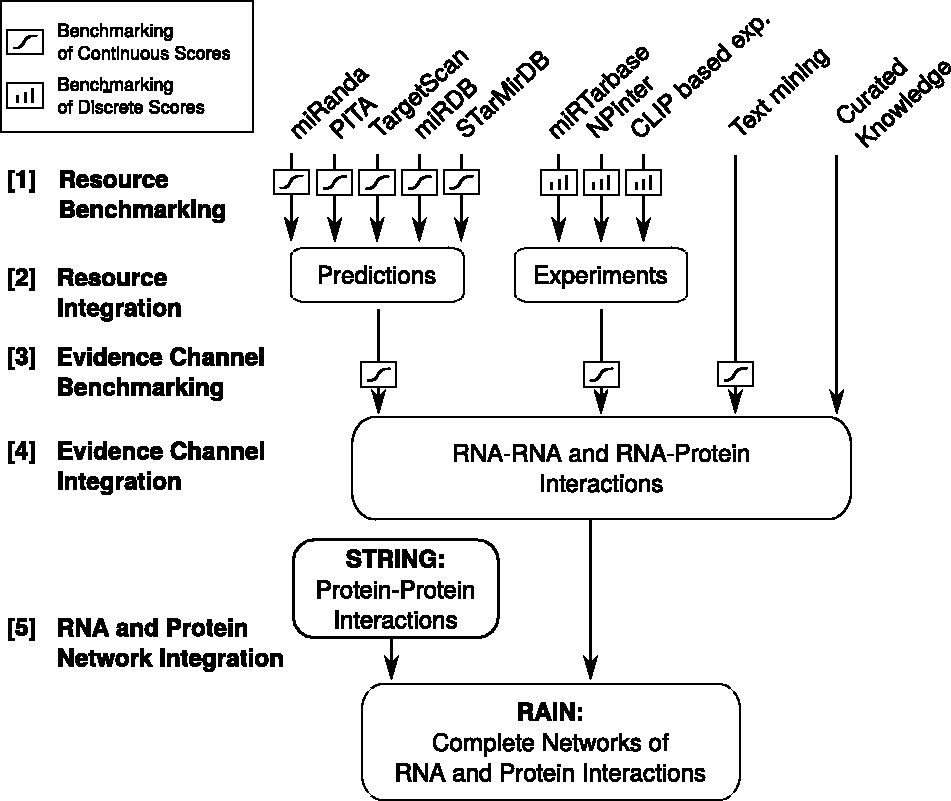 Benchmarking
of Continuous Scores
Benchmarking
of Discrete Scores
miRanda
PITA
TargetScan
miRDB
STarMirDB
miRTarbase
NPInter
CLIP based exp.
Text mining
Curated
Knowledge
[1] Resource
Benchmarking
[2] Resource
Integration
Predictions
Experiments
[3] Evidence Channel
Benchmarking
[4] Evidence Channel
Integration
RNA-RNA and RNA-Protein
Interactions
STRING:
Protein-Protein
Interactions
[5] RNA and Protein
Network Integration
RAIN:
Complete Networks of
RNA and Protein Interactions